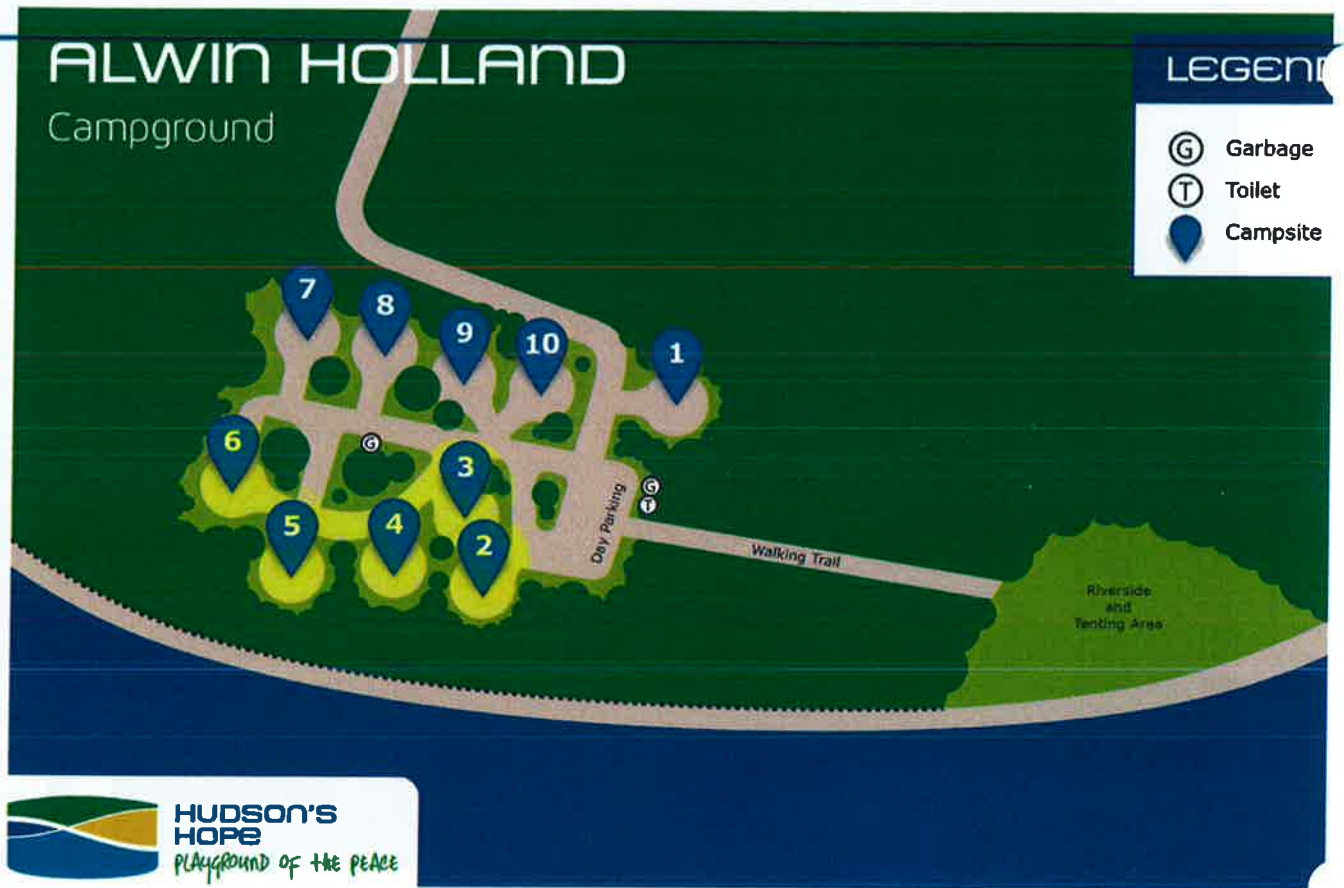 ALWIN HOLLAND
Campground
LEGEND
G Garbage
T Toilet
Campsite
7
8
9
10
1
6
G
3
5
4
2
Day Parking
G
T
Walking Trail
Riverside
and
Tenting Area
HUDSON'S
HOPE
PLAYGROUND OF THE PEACE